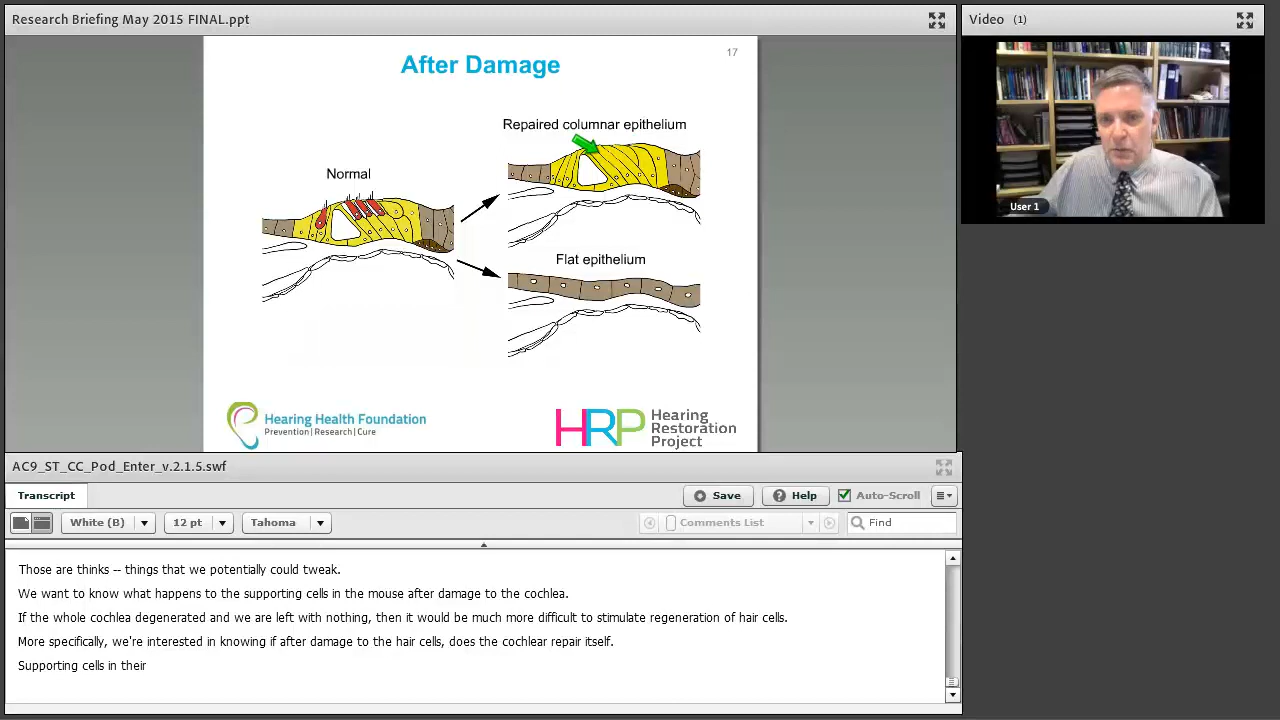 Research Briefing May 2015 FINAL.ppt
Video (1)
17
After Damage
Repaired columnar epithelium
Normal
Flat epithelium
User 1
Hearing Health Foundation
Prevention|Research|Cure
HRP Hearing
Restoration
Project
AC9_ST_CC_Pod_Enter_v.2.1.5.swf
Transcript
Save
Help
Auto-Scroll
White (B)
12 pt
Tahoma
Comments List
Find
Those are thinks -- things that we potentially could tweak.
We want to know what happens to the supporting cells in the mouse after damage to the cochlea.
If the whole cochlea degenerated and we are left with nothing, then it would be much more difficult to stimulate regeneration of hair cells.
More specifically, we're interested in knowing if after damage to the hair cells, does the cochlear repair itself.
Supporting cells in their